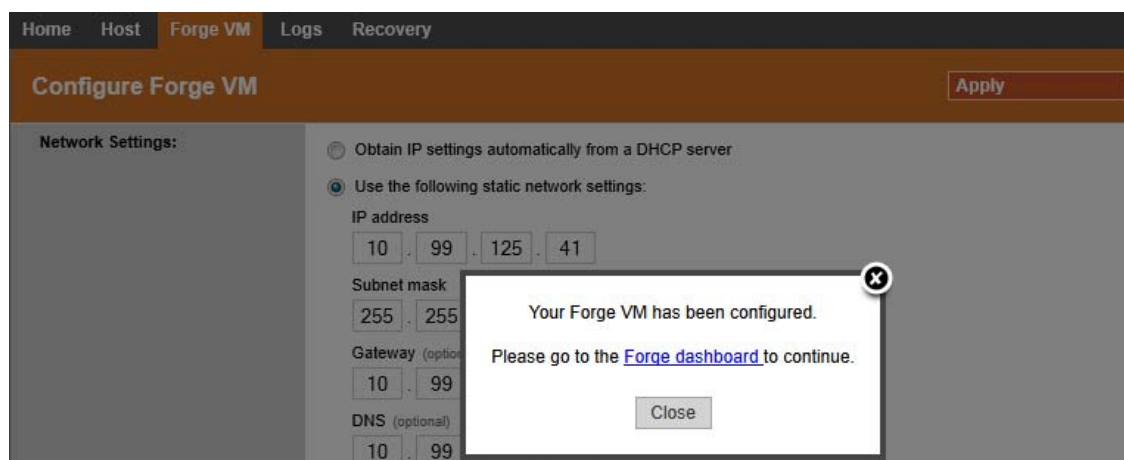 Home Host Forge VM Logs Recovery
Configure Forge VM
Apply
Network Settings:
Obtain IP settings automatically from a DHCP server
Use the following static network settings:
IP address
10 . 99 . 125 . 41
Subnet mask
255 . 255
Gateway (optio
10 . 99
DNS (optional)
10 . 99
Your Forge VM has been configured.
Please go to the Forge dashboard to continue.
Close